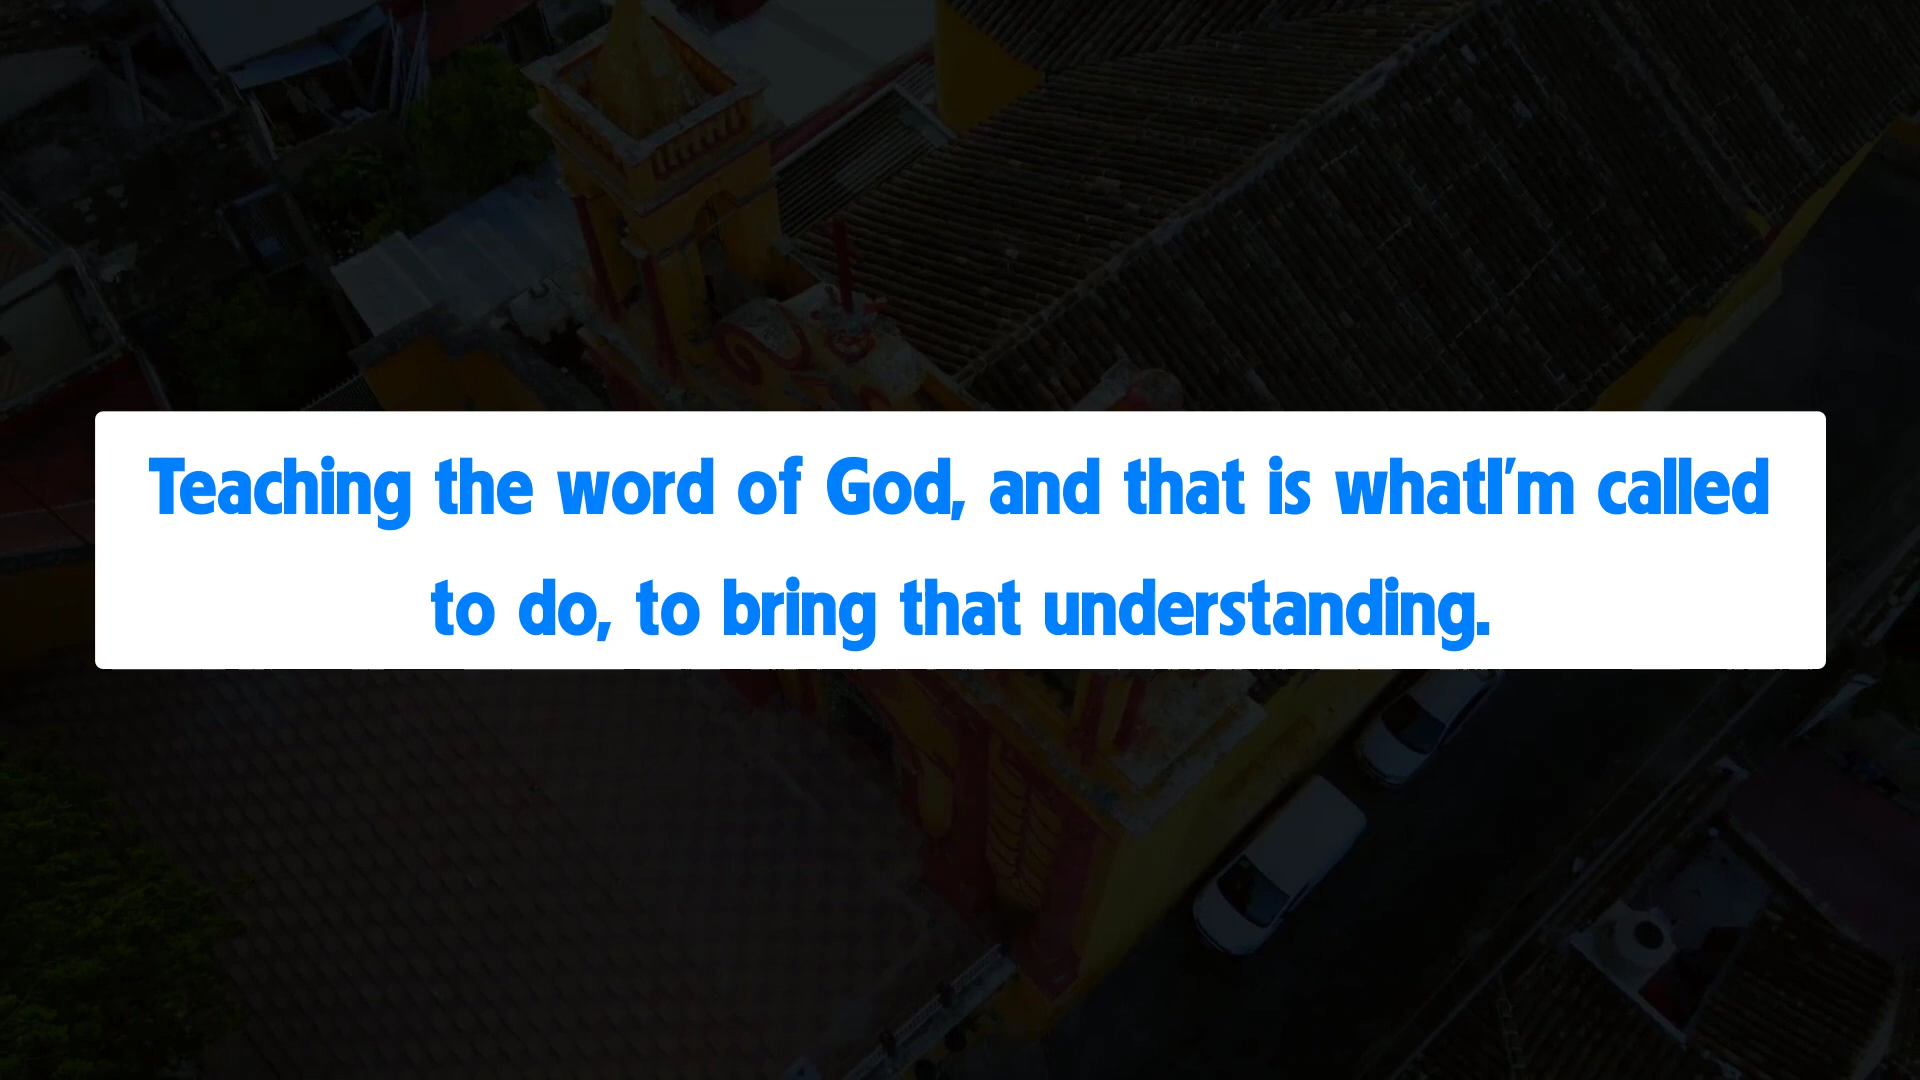 Teaching the word of God, and that is whatI'm called
to do, to bring that understanding.